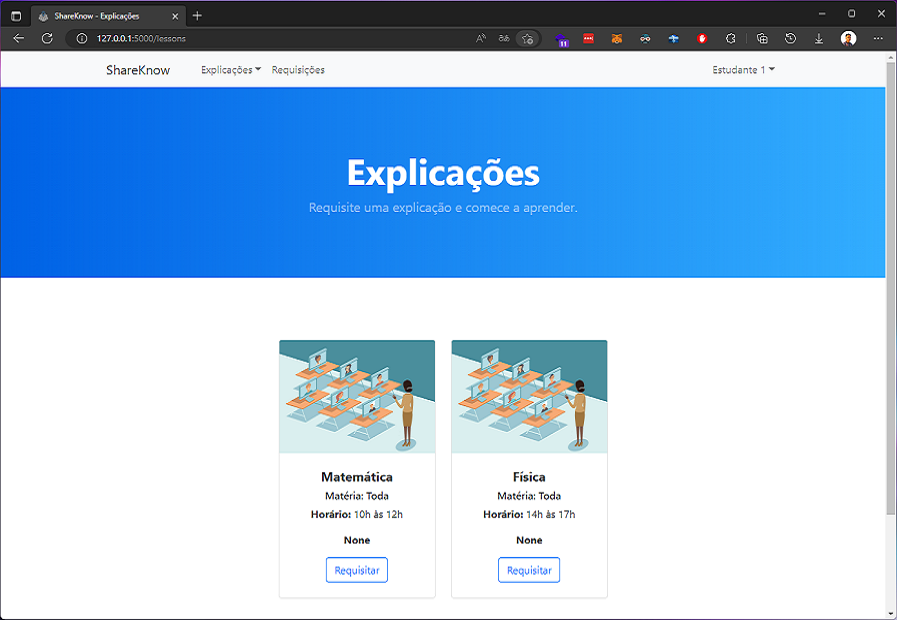 ShareKnow - Explicações
127.0.0.1:5000/lessons
11
ShareKnow
Explicações
Requisições
Estudante 1
Explicações
Requisite uma explicação e comece a aprender.
Matemática
Matéria: Toda
Horário: 10h às 12h
None
Requisitar
Física
Matéria: Toda
Horário: 14h às 17h
None
Requisitar